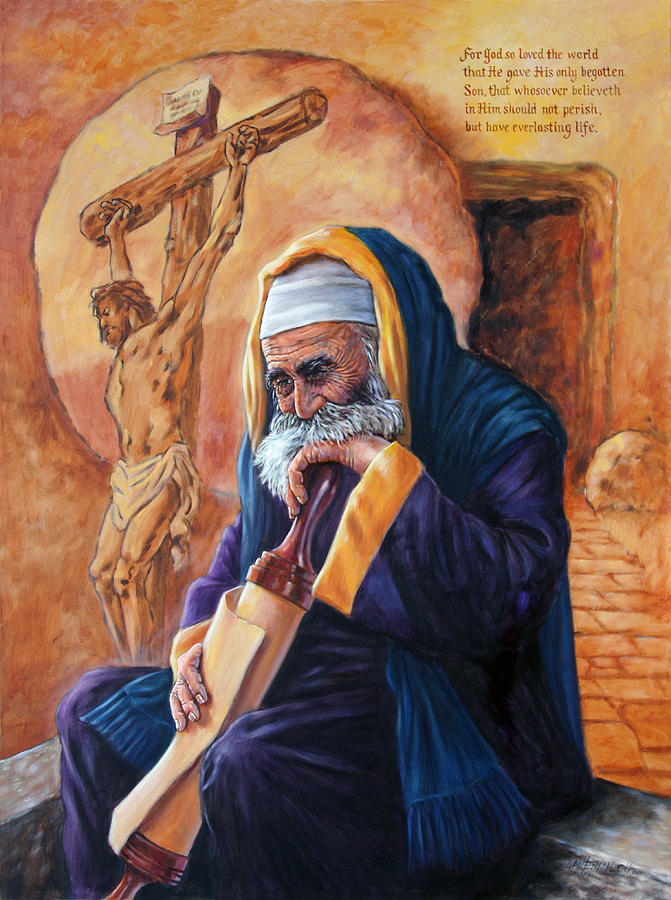 For God so loved the world
that He gave His only begotten
Son, that whosoever believeth
in Him should not perish,
but have everlasting life.